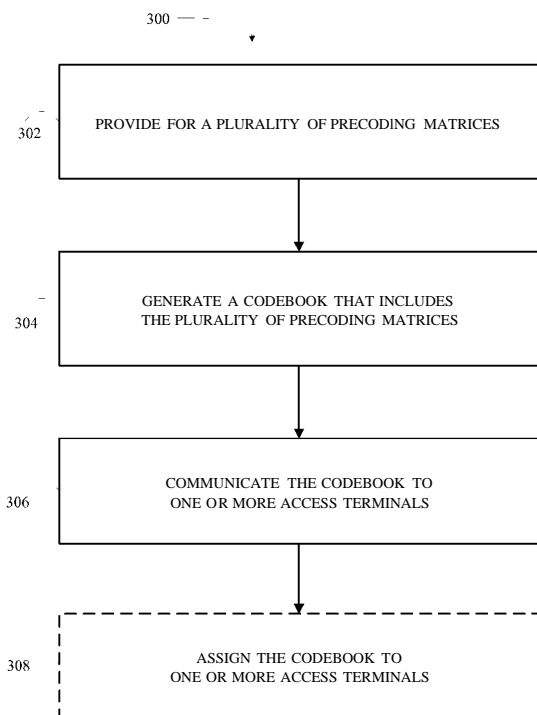 300
PROVIDE FOR A PLURALITY OF PRECODING MATRICES
302
GENERATE A CODEBOOK THAT INCLUDES
THE PLURALITY OF PRECODING MATRICES
304
COMMUNICATE THE CODEBOOK TO
ONE OR MORE ACCESS TERMINALS
306
ASSIGN THE CODEBOOK TO
ONE OR MORE ACCESS TERMINALS
308